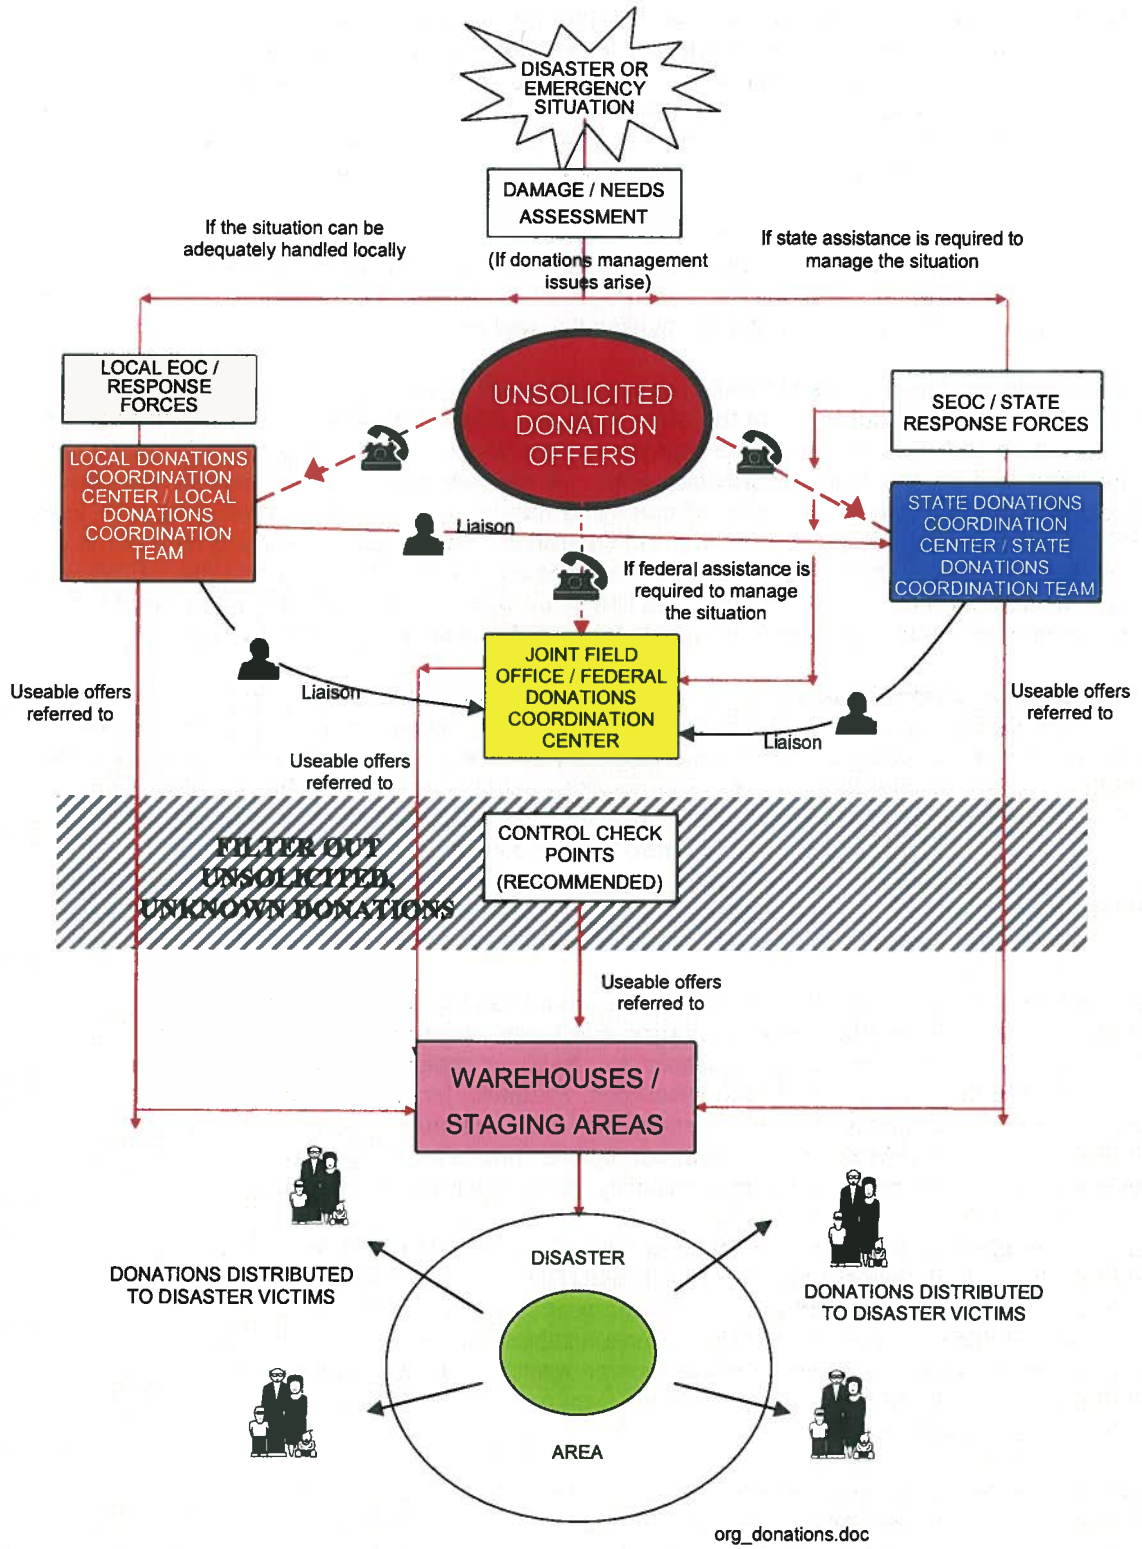 DISASTER OR
EMERGENCY
SITUATION
DAMAGE / NEEDS
ASSESSMENT
If the situation can be
adequately handled locally
(If donations management
issues arise)
If state assistance is required to
manage the situation
LOCAL EOC /
RESPONSE
FORCES
UNSOLICITED
DONATION
OFFERS
SEOC / STATE
RESPONSE FORCES
LOCAL DONATIONS
COORDINATION
CENTER / LOCAL
DONATIONS
COORDINATION
TEAM
STATE DONATIONS
COORDINATION
CENTER / STATE
DONATIONS
COORDINATION TEAM
Liaison
If federal assistance is
required to manage
the situation
JOINT FIELD
OFFICE / FEDERAL
DONATIONS
COORDINATION
CENTER
Liaison
Liaison
Useable offers
referred to
Useable offers
referred to
Useable offers
referred to
FILTER OUT
UNSOLICITED,
UNKNOWN DONATIONS
CONTROL CHECK
POINTS
(RECOMMENDED)
Useable offers
referred to
WAREHOUSES /
STAGING AREAS
DISASTER
AREA
DONATIONS DISTRIBUTED
TO DISASTER VICTIMS
DONATIONS DISTRIBUTED
TO DISASTER VICTIMS
org_donations.doc